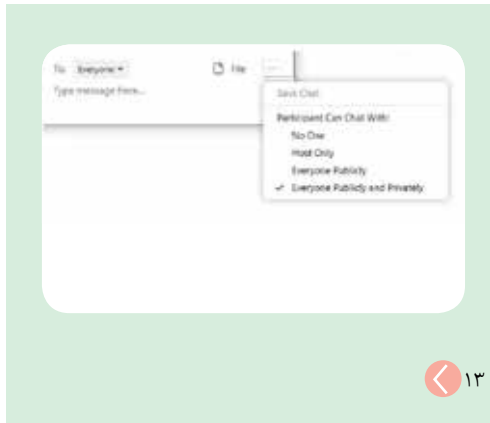 To: Everyone
File
...
Type message here...
Save Chat
Participant Can Chat With:
No One
Host Only
Everyone Publicly
✓ Everyone Publicly and Privately
۱۳